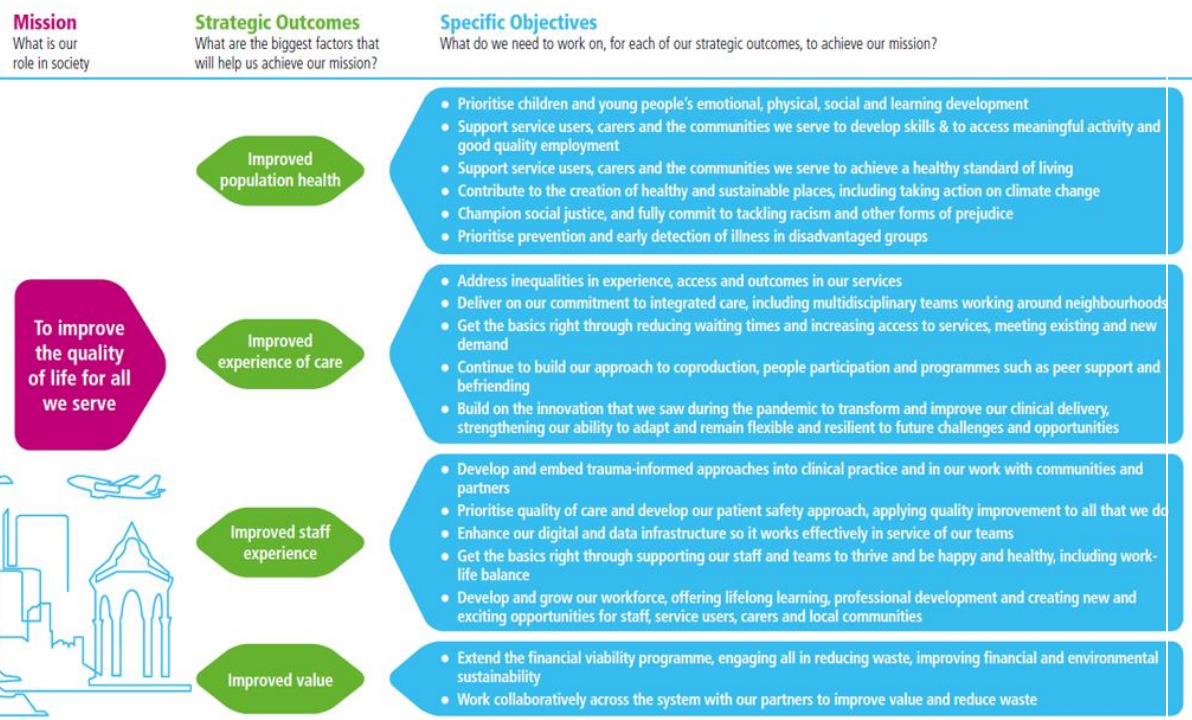 Mission
What is our
role in society
Strategic Outcomes
What are the biggest factors that
will help us achieve our mission?
Specific Objectives
What do we need to work on, for each of our strategic outcomes, to achieve our mission?
To improve
the quality
of life for all
we serve
Improved
population health
• Prioritise children and young people's emotional, physical, social and learning development
• Support service users, carers and the communities we serve to develop skills & to access meaningful activity and
good quality employment
• Support service users, carers and the communities we serve to achieve a healthy standard of living
• Contribute to the creation of healthy and sustainable places, including taking action on climate change
• Champion social justice, and fully commit to tackling racism and other forms of prejudice
• Prioritise prevention and early detection of illness in disadvantaged groups
Improved
experience of care
• Address inequalities in experience, access and outcomes in our services
• Deliver on our commitment to integrated care, including multidisciplinary teams working around neighbourhoods
• Get the basics right through reducing waiting times and increasing access to services, meeting existing and new
demand
• Continue to build our approach to coproduction, people participation and programmes such as peer support and
befriending
• Build on the innovation that we saw during the pandemic to transform and improve our clinical delivery,
strengthening our ability to adapt and remain flexible and resilient to future challenges and opportunities
Improved staff
experience
• Develop and embed trauma-informed approaches into clinical practice and in our work with communities and
partners
• Prioritise quality of care and develop our patient safety approach, applying quality improvement to all that we do
• Enhance our digital and data infrastructure so it works effectively in service of our teams
• Get the basics right through supporting our staff and teams to thrive and be happy and healthy, including work-
life balance
• Develop and grow our workforce, offering lifelong learning, professional development and creating new and
exciting opportunities for staff, service users, carers and local communities
Improved value
• Extend the financial viability programme, engaging all in reducing waste, improving financial and environmental
sustainability
• Work collaboratively across the system with our partners to improve value and reduce waste